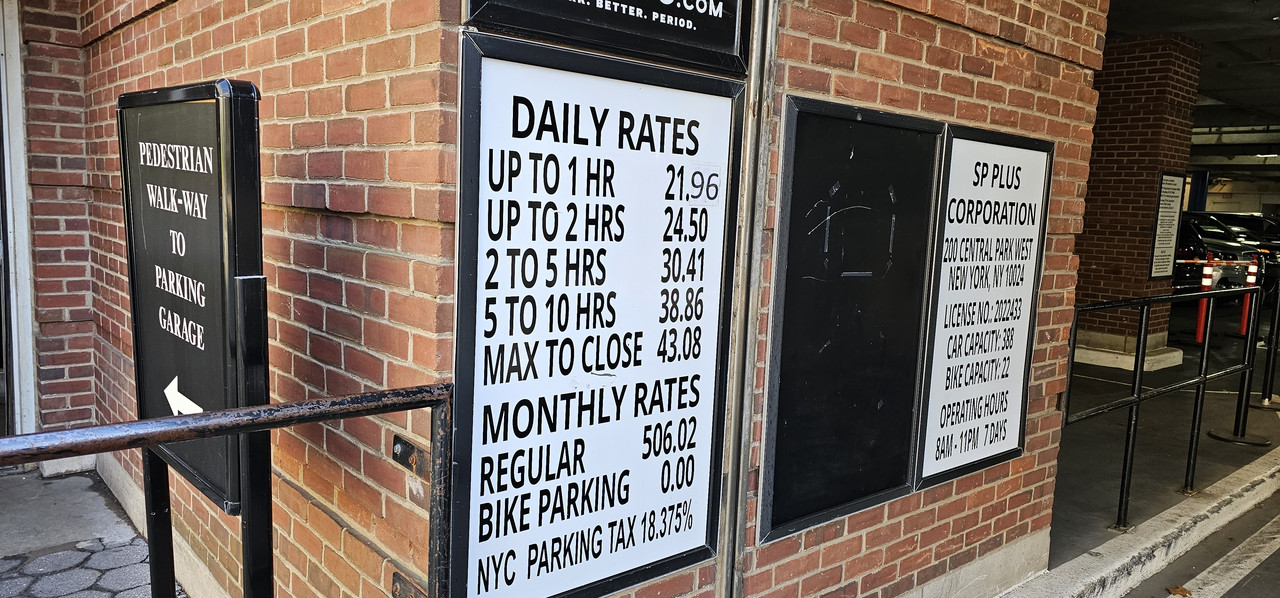 BETTER. PERIOD.
PEDESTRIAN
WALK-WAY
TO
PARKING
GARAGE
DAILY RATES
UP TO 1 HR 21.96
UP TO 2 HRS 24.50
2 TO 5 HRS 30.41
5 TO 10 HRS 38.86
MAX TO CLOSE 43.08
MONTHLY RATES
REGULAR 506.02
BIKE PARKING 0.00
NYC PARKING TAX 18.375%
SP PLUS
CORPORATION
200 CENTRAL PARK WEST
NEW YORK, NY 10024
LICENSE NO.: 2022433
CAR CAPACITY: 398
BIKE CAPACITY: 22
OPERATING HOURS
8AM - 11PM 7 DAYS